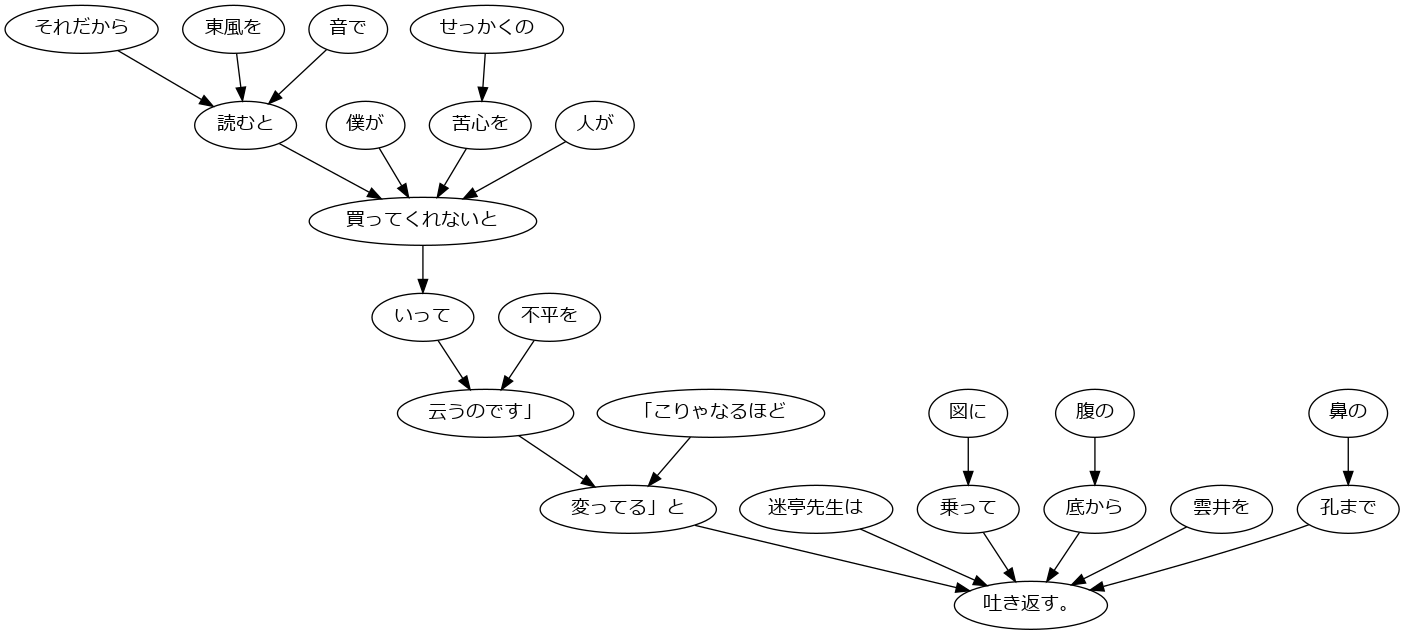 それだから
東風を
音で
せっかくの
読むと
僕が
苦心を
人が
買ってくれないと
いって
不平を
云うのです」
「こりゃなるほど
図に
腹の
鼻の
変ってる」と
迷亭先生は
乗って
底から
雲井を
孔まで
吐き返す。